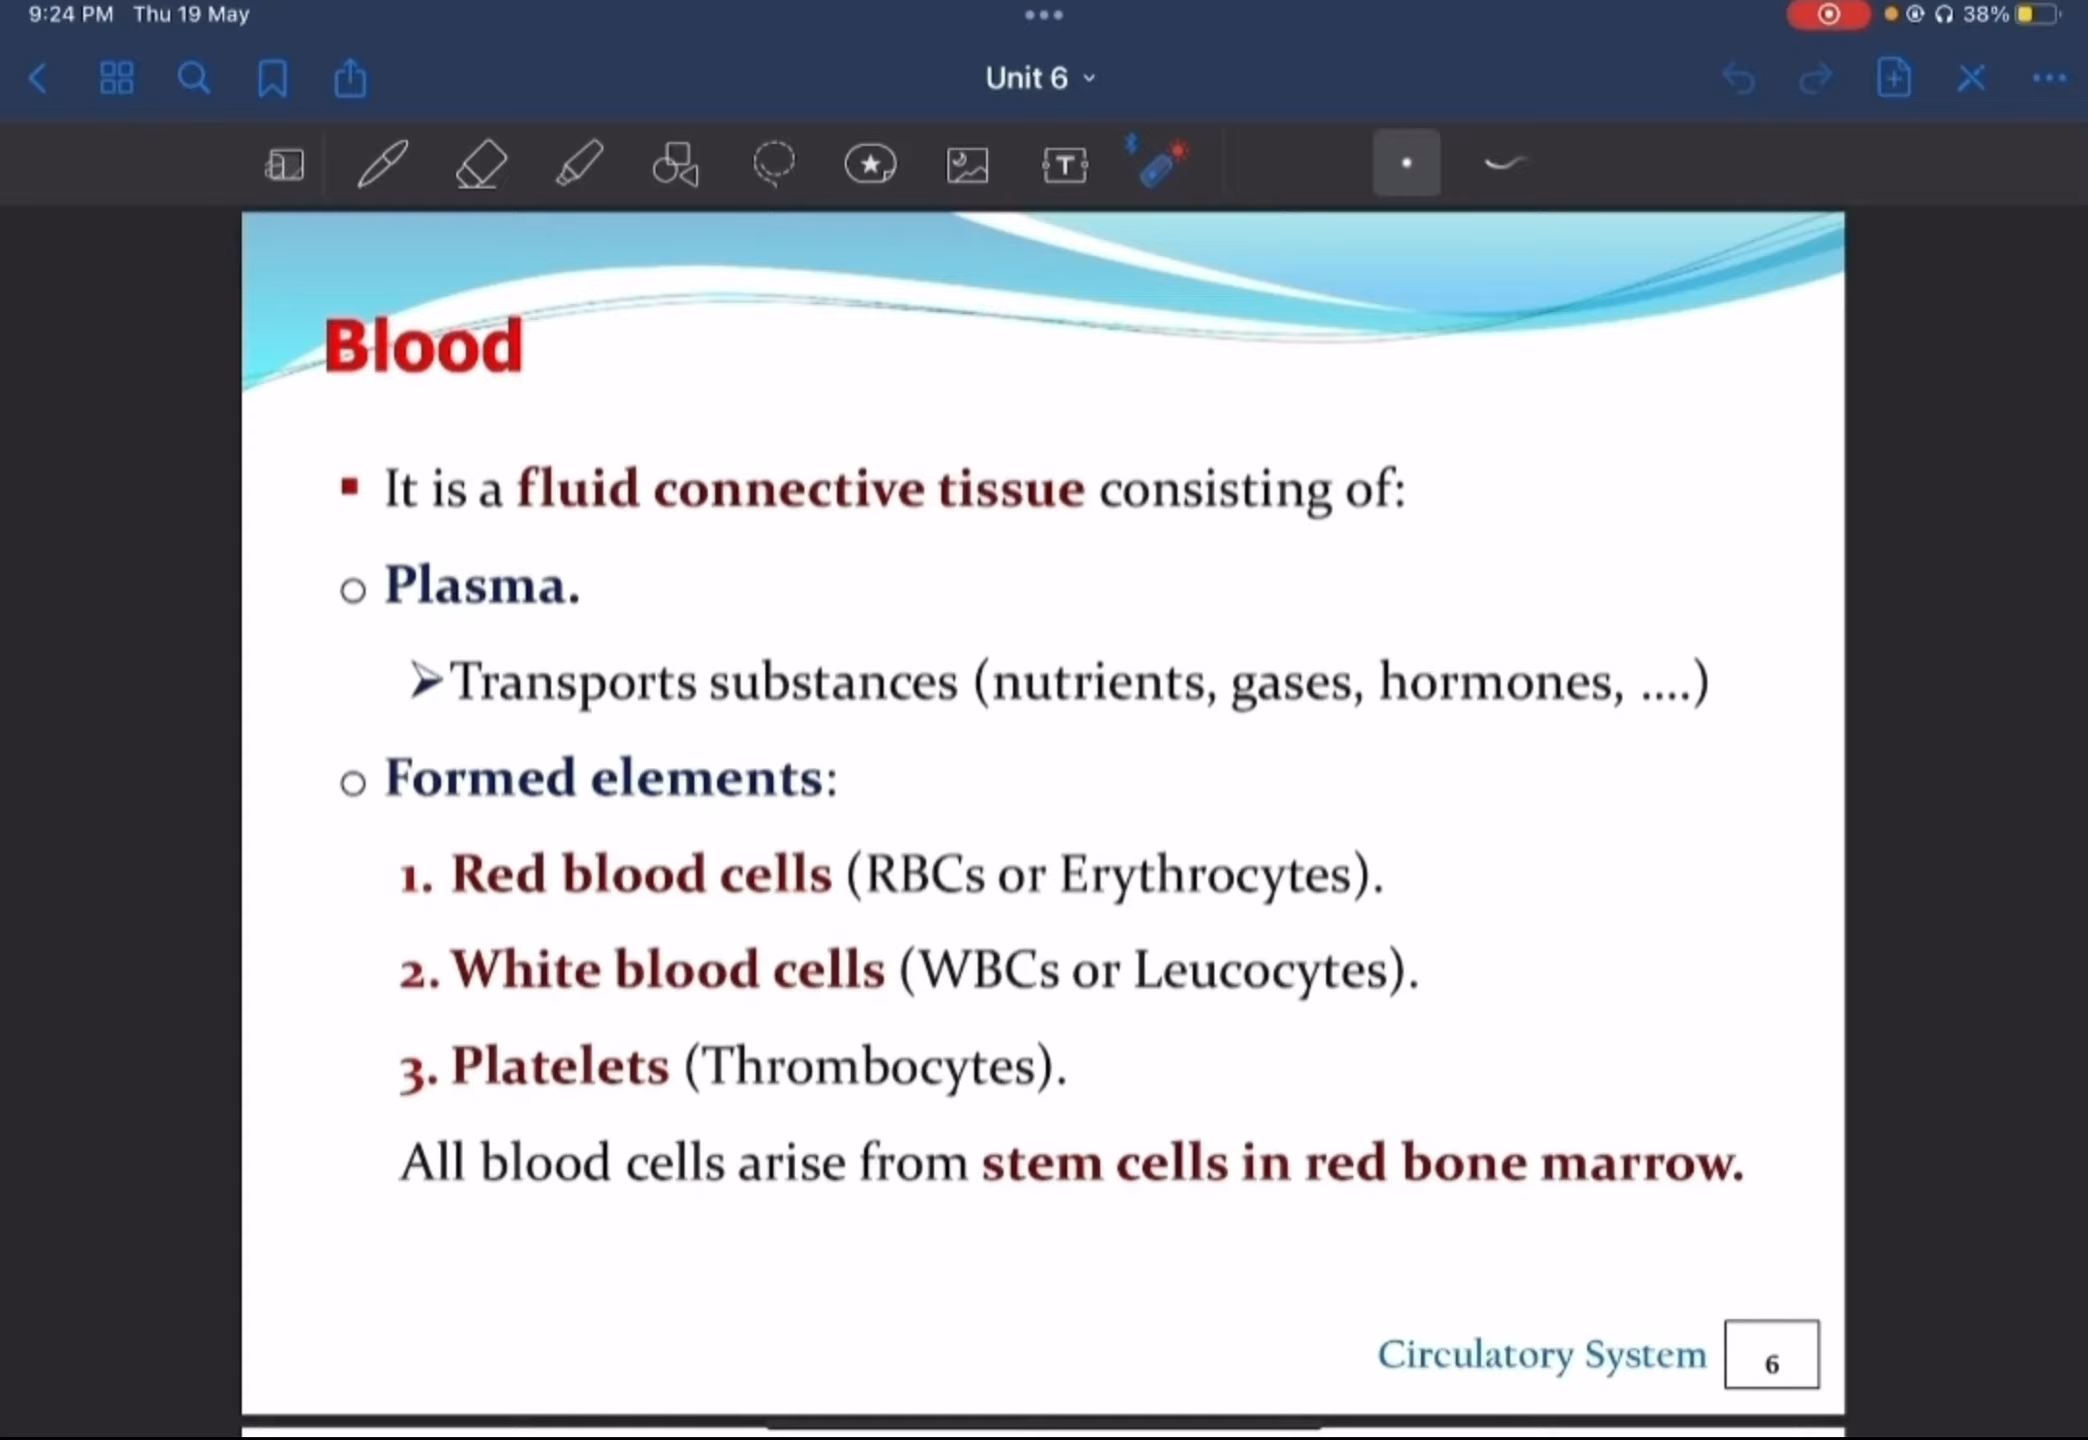 9:24 PM Thu 19 May
38%
Unit 6
T
Blood
▪ It is a fluid connective tissue consisting of:
o Plasma.
➢Transports substances (nutrients, gases, hormones, ....)
o Formed elements:
1. Red blood cells (RBCs or Erythrocytes).
2. White blood cells (WBCs or Leucocytes).
3. Platelets (Thrombocytes).
All blood cells arise from stem cells in red bone marrow.
Circulatory System 6